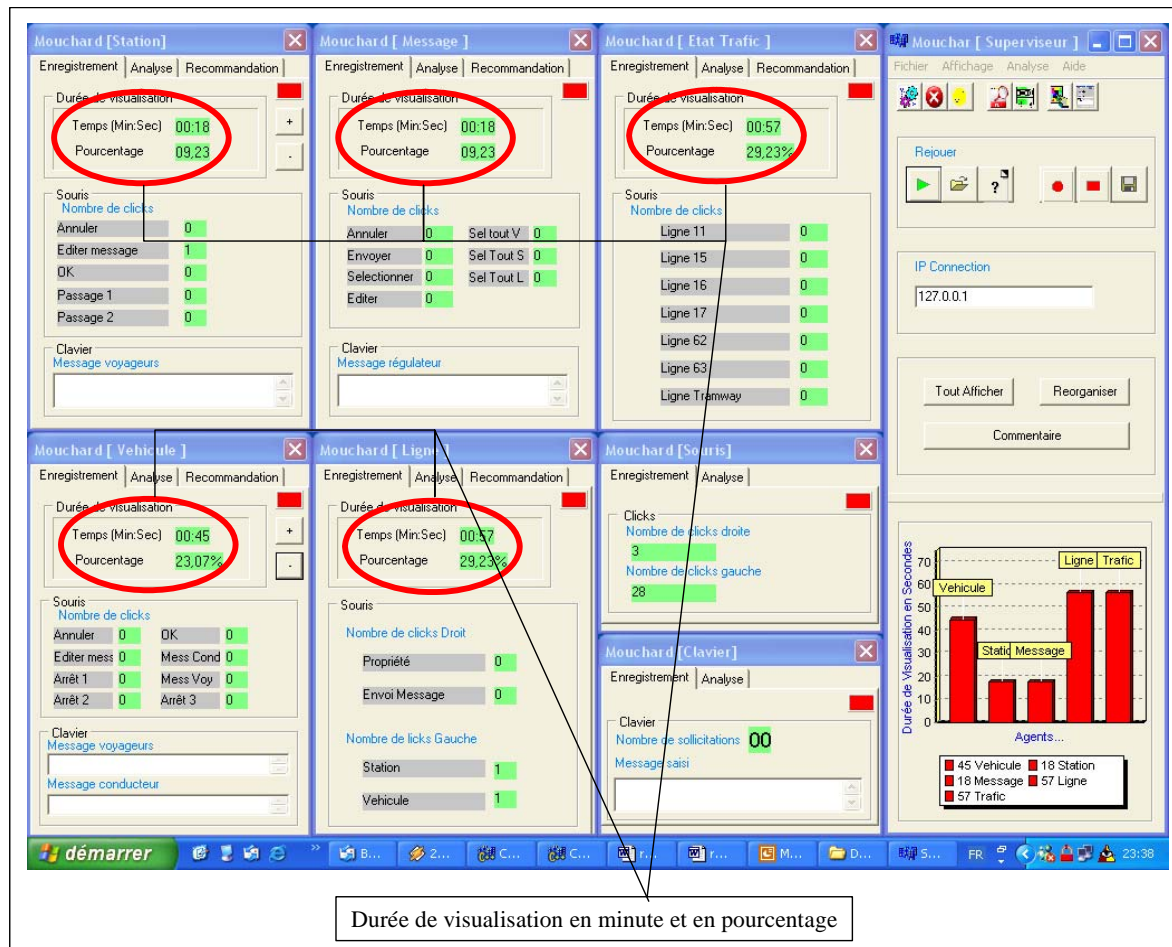 Mouchard [Station]
Enregistrement Analyse Recommandation
Durée de visualisation
Temps (Min:Sec) 00:18
Pourcentage 09,23
+
-
Souris
Nombre de clicks
Annuler 0
Editer message 1
OK 0
Passage 1 0
Passage 2 0
Clavier
Message voyageurs
Mouchard [ Message ]
Enregistrement Analyse Recommandation
Durée de visualisation
Temps (Min:Sec) 00:18
Pourcentage 09,23
Souris
Nombre de clicks
Annuler 0 Sel tout V 0
Envoyer 0 Sel Tout S 0
Selectionner 0 Sel Tout L 0
Editer 0
Clavier
Message régulateur
Mouchard [ Etat Trafic ]
Enregistrement Analyse Recommandation
Durée de visualisation
Temps (Min:Sec) 00:57
Pourcentage 29,23%
Souris
Nombre de clicks
Ligne 11 0
Ligne 15 0
Ligne 16 0
Ligne 17 0
Ligne 62 0
Ligne 63 0
Ligne Tramway 0
Mouchar [ Superviseur ]
Fichier Affichage Analyse Aide
Rejouer
?
IP Connection
127.0.0.1
Tout Afficher Reorganiser
Commentaire
Mouchard [ Vehicule ]
Enregistrement Analyse Recommandation
Durée de visualisation
Temps (Min:Sec) 00:45
Pourcentage 23,07%
+
-
Souris
Nombre de clicks
Annuler 0 OK 0
Editer mess 0 Mess Cond 0
Arrêt 1 0 Mess Voy 0
Arrêt 2 0 Arrêt 3 0
Clavier
Message voyageurs
Message conducteur
Mouchard [ Ligne ]
Enregistrement Analyse Recommandation
Durée de visualisation
Temps (Min:Sec) 00:57
Pourcentage 29,23%
Souris
Nombre de clicks Droit
Propriété 0
Envoi Message 0
Nombre de licks Gauche
Station 1
Vehicule 1
Mouchard [Souris]
Enregistrement Analyse
Clicks
Nombre de clicks droite
3
Nombre de clicks gauche
28
Mouchard [Clavier]
Enregistrement Analyse
Clavier
Nombre de sollicitations 00
Message saisi
Durée de Visualisation en Secondes
70
60
50
40
30
20
10
0
Vehicule
Static
Message
Ligne
Trafic
Agents...
45 Vehicule 18 Station
18 Message 57 Ligne
57 Trafic
démarrer » B... 2... C... C... r... r... M... D... S... FR 23:38
Durée de visualisation en minute et en pourcentage